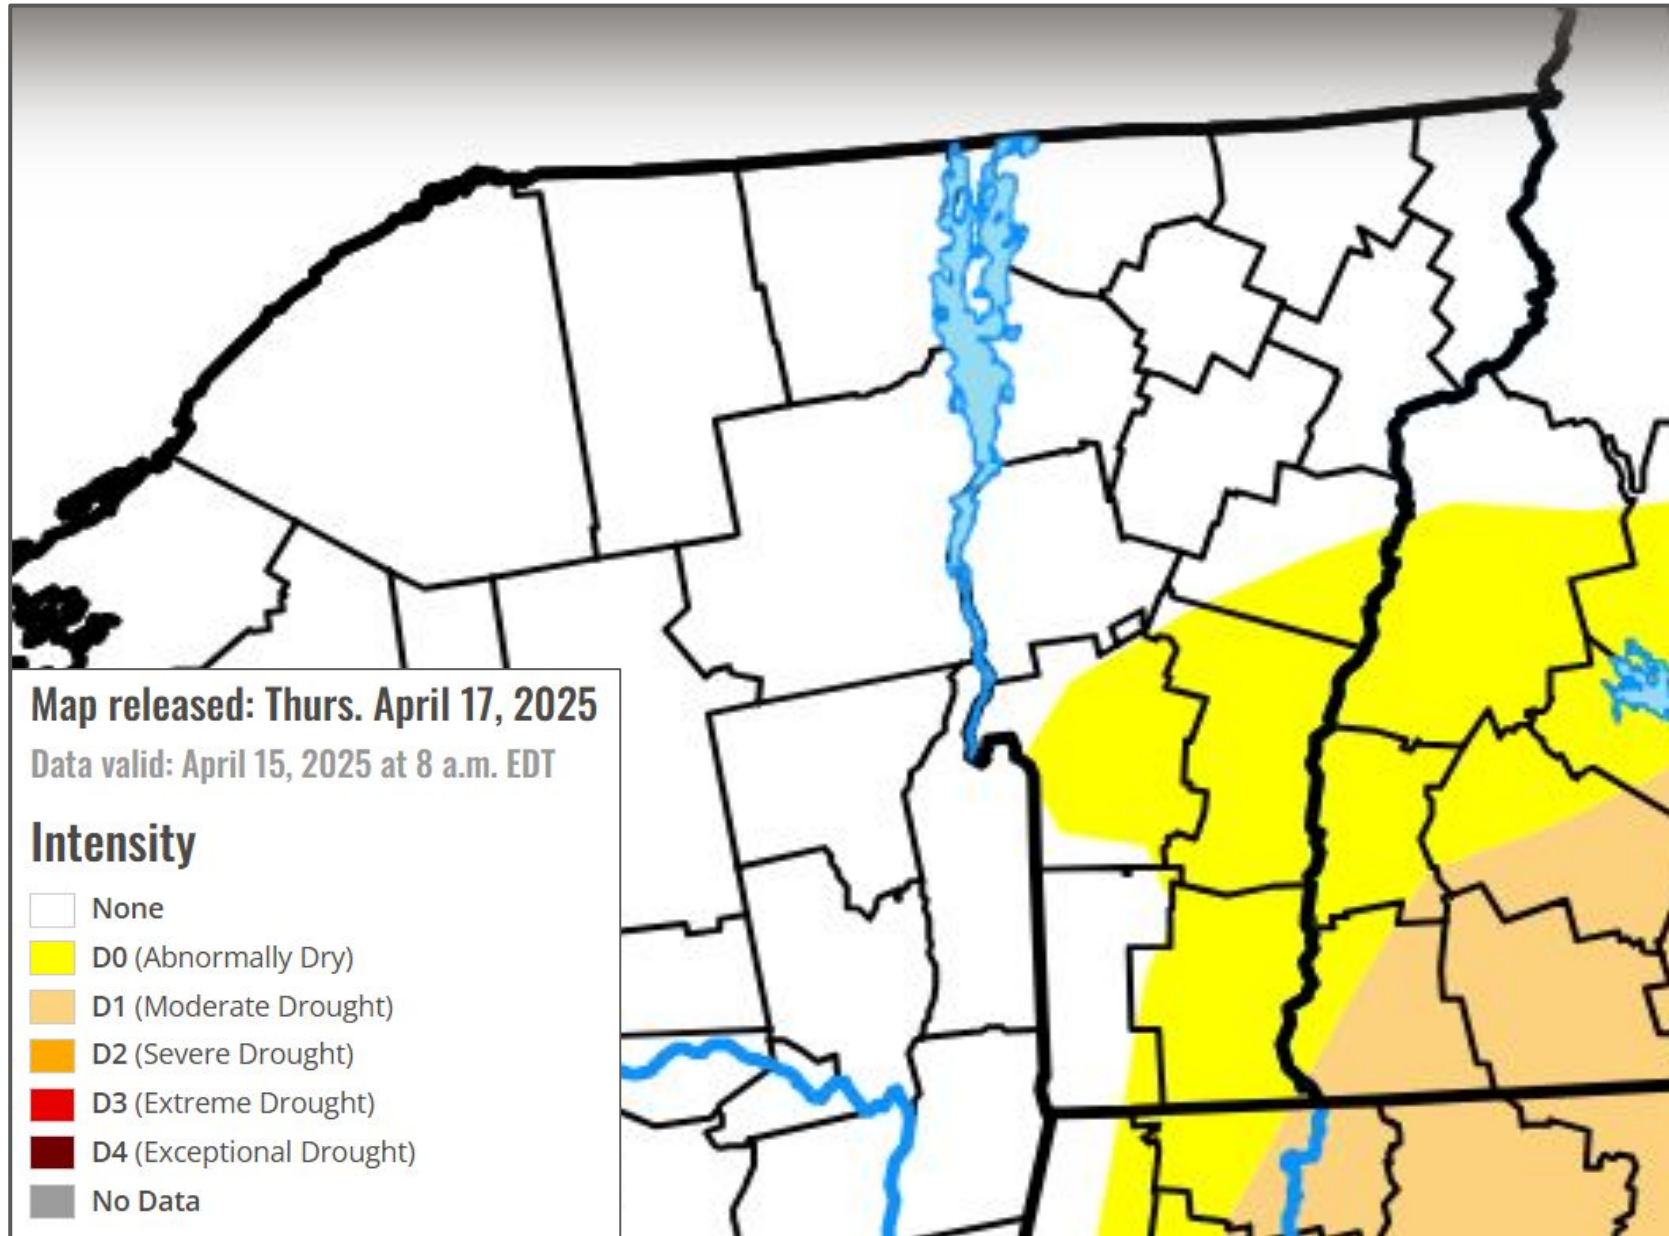 Map released: Thurs. April 17, 2025
Data valid: April 15, 2025 at 8 a.m. EDT
Intensity
None
D0 (Abnormally Dry)
D1 (Moderate Drought)
D2 (Severe Drought)
D3 (Extreme Drought)
D4 (Exceptional Drought)
No Data